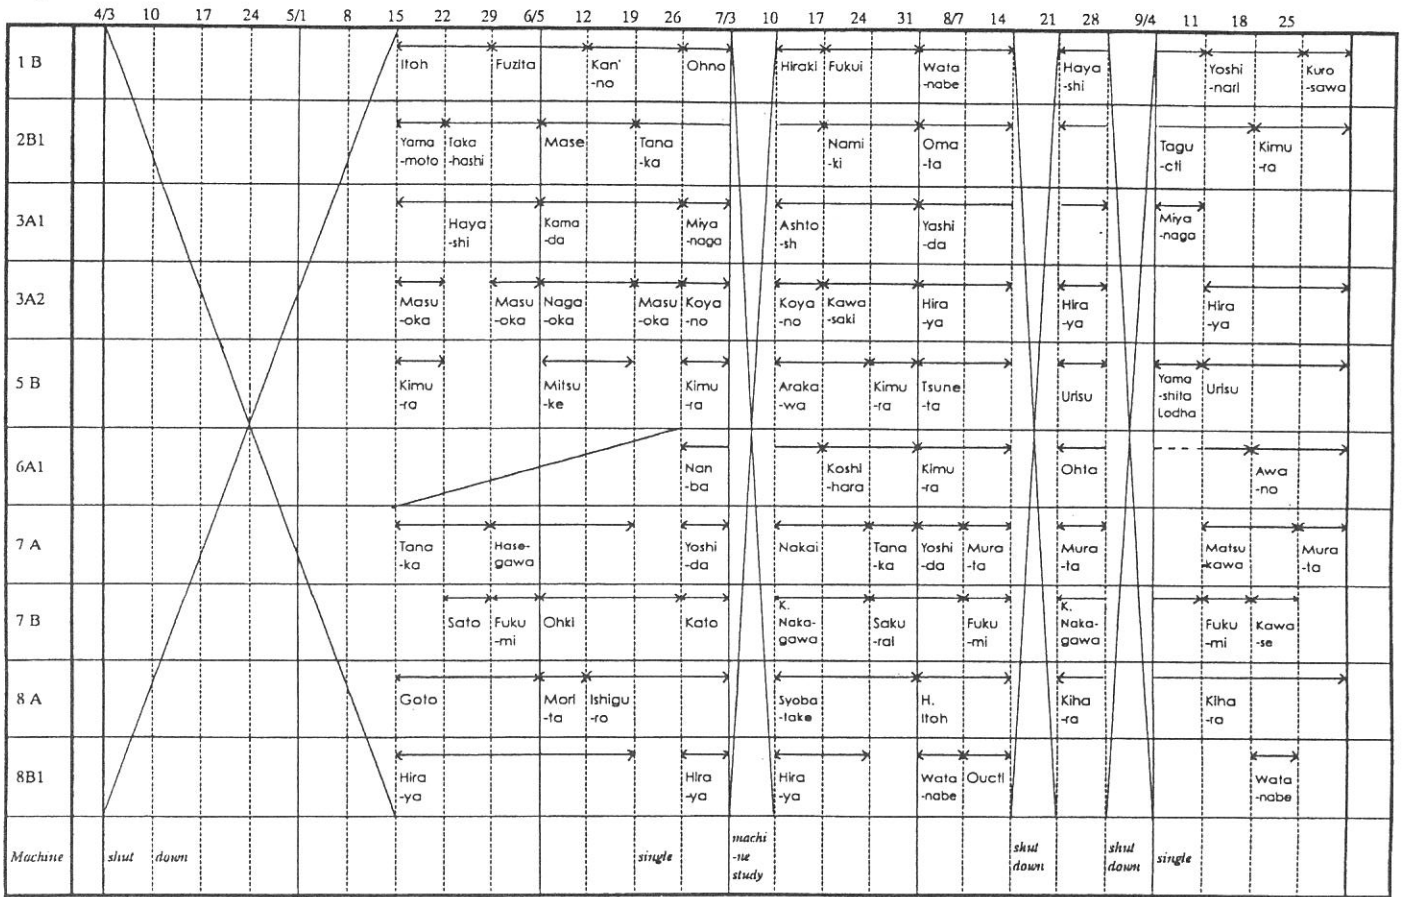 4/3 10 17 24 5/1 8 15 22 29 6/5 12 19 26 7/3 10 17 24 31 8/7 14 21 28 9/4 11 18 25
1 B Itoh Fuzita Kan' Ohno Hiraki Fukui Wata Haya Yoshi Kuro
-no -nabe -shi -nari -sawa
2B1 Yama Taka Mase Tana Nami Oma Tagu Kimu
-moto -hashi -ka -ki -ta -cti -ra
3A1 Haya Kama Miya Ashto Yashi Miya
-shi -da -naga -sh -da -naga
3A2 Masu Masu Naga Masu Koya Koya Kawa Hira Hira Hira
-oka -oka -oka -oka -no -no -saki -ya -ya -ya
5 B Kimu Mitsu Kimu Araka Kimu Tsune Urisu Yama Urisu
-ra -ke -ra -wa -ra -ta -shita
Lodha
6A1 Nan Koshi Kimu Ohta Awa
-ba -hara -ra -no
7 A Tana Hase- Yoshi Nakai Tana Yoshi Mura Mura Matsu Mura
-ka gawa -da -ka -da -ta -ta -kawa -ta
7 B Sato Fuku Ohki Kato K. Saku Fuku K. Fuku Kawa
-mi Naka- -rai -mi Naka- -mi -se
gawa gawa
8 A Goto Mori Ishigu Syoba H. Kiha Kiha
-ta -ro -take Itoh -ra -ra
8B1 Hira Hira Hira Wata Oucti Wata
-ya -ya -ya -nabe -nabe
Machine shut down single machi shut shut single
-ne down down
study